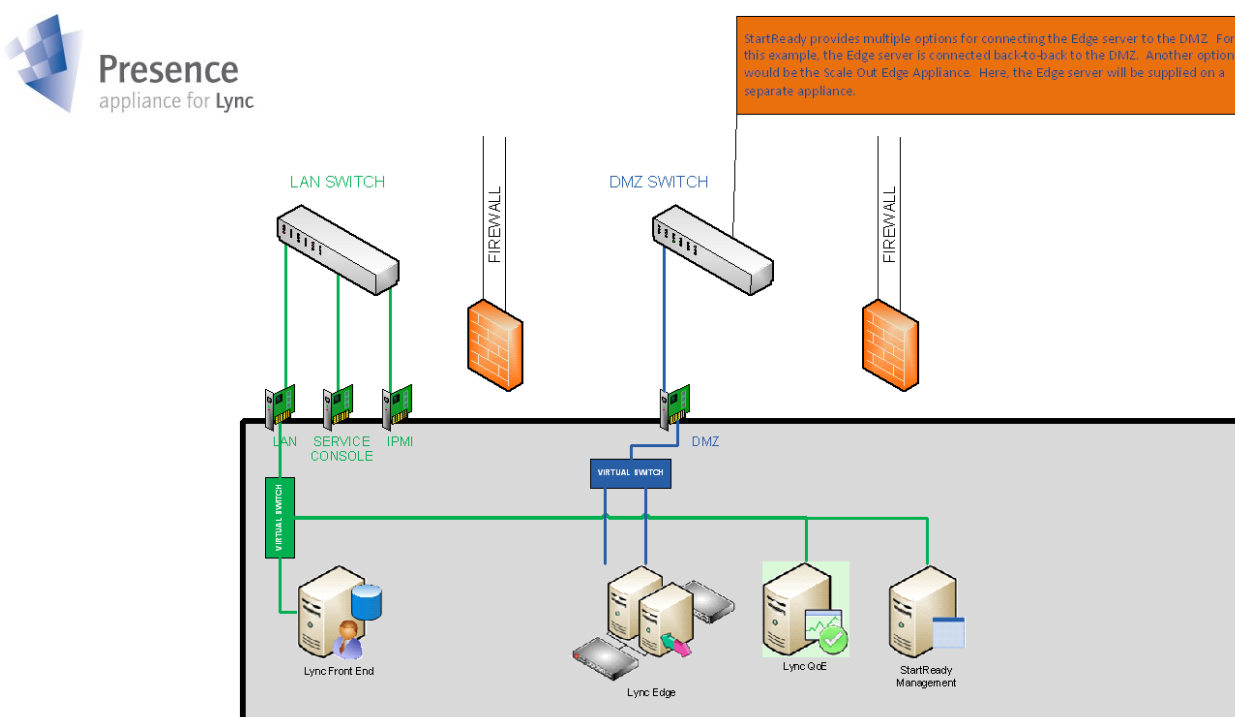 Presence
appliance for Lync
StartReady provides multiple options for connecting the Edge server to the DMZ. For
this example, the Edge server is connected back-to-back to the DMZ. Another option
would be the Scale Out Edge Appliance. Here, the Edge server will be supplied on a
separate appliance.
LAN SWITCH
DMZ SWITCH
FIREWALL
FIREWALL
LAN
SERVICE
CONSOLE
IPMI
DMZ
VIRTUAL SWITCH
VIRTUAL SWITCH
Lync Front End
Lync Edge
Lync QoE
StartReady
Management